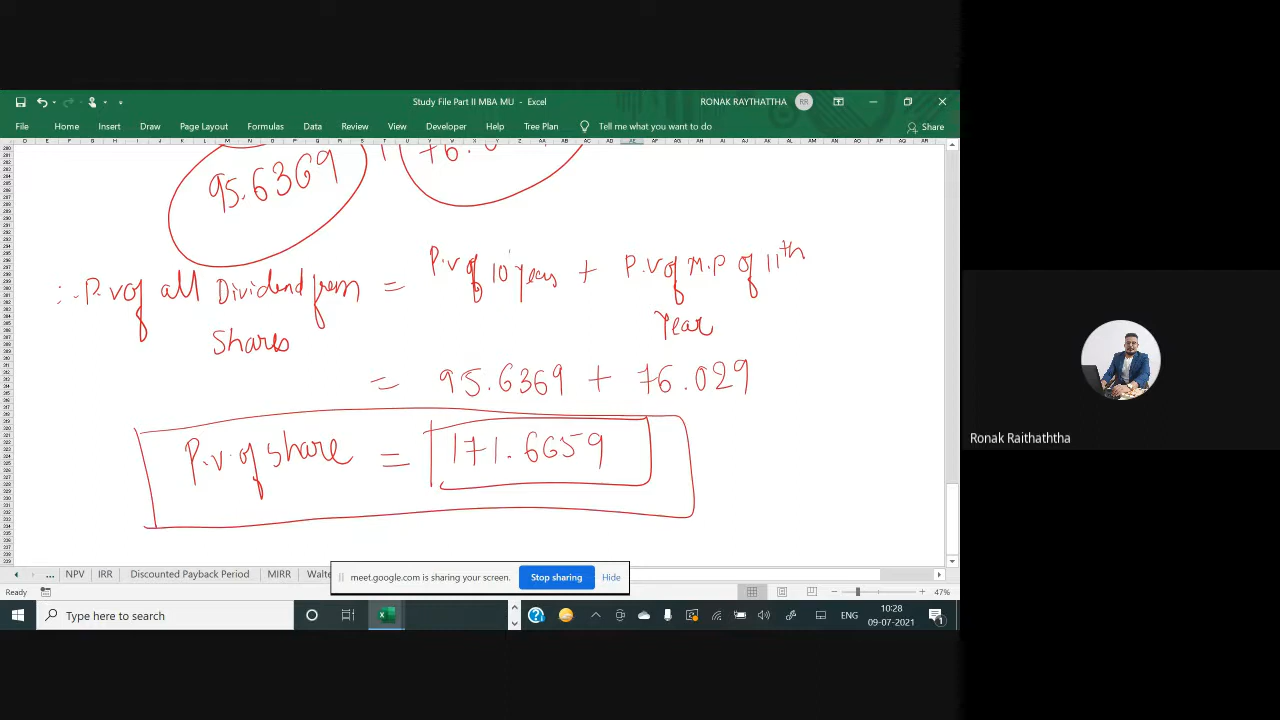 Study File Part II MBA MU - Excel
RONAK RAYTHATTHA RR
File Home Insert Draw Page Layout Formulas Data Review View Developer Help Tree Plan Tell me what you want to do Share
95.6369
∴ P.V of all Dividend from Shares = P.V of 10 Years + P.V of M.P of 11th Year
= 95.6369 + 76.029
P.V. of share = 171.6659
Ronak Raithaththa
... NPV IRR Discounted Payback Period MIRR Walte
meet.google.com is sharing your screen. Stop sharing Hide
Ready 47%
Type here to search
ENG
10:28
09-07-2021
1